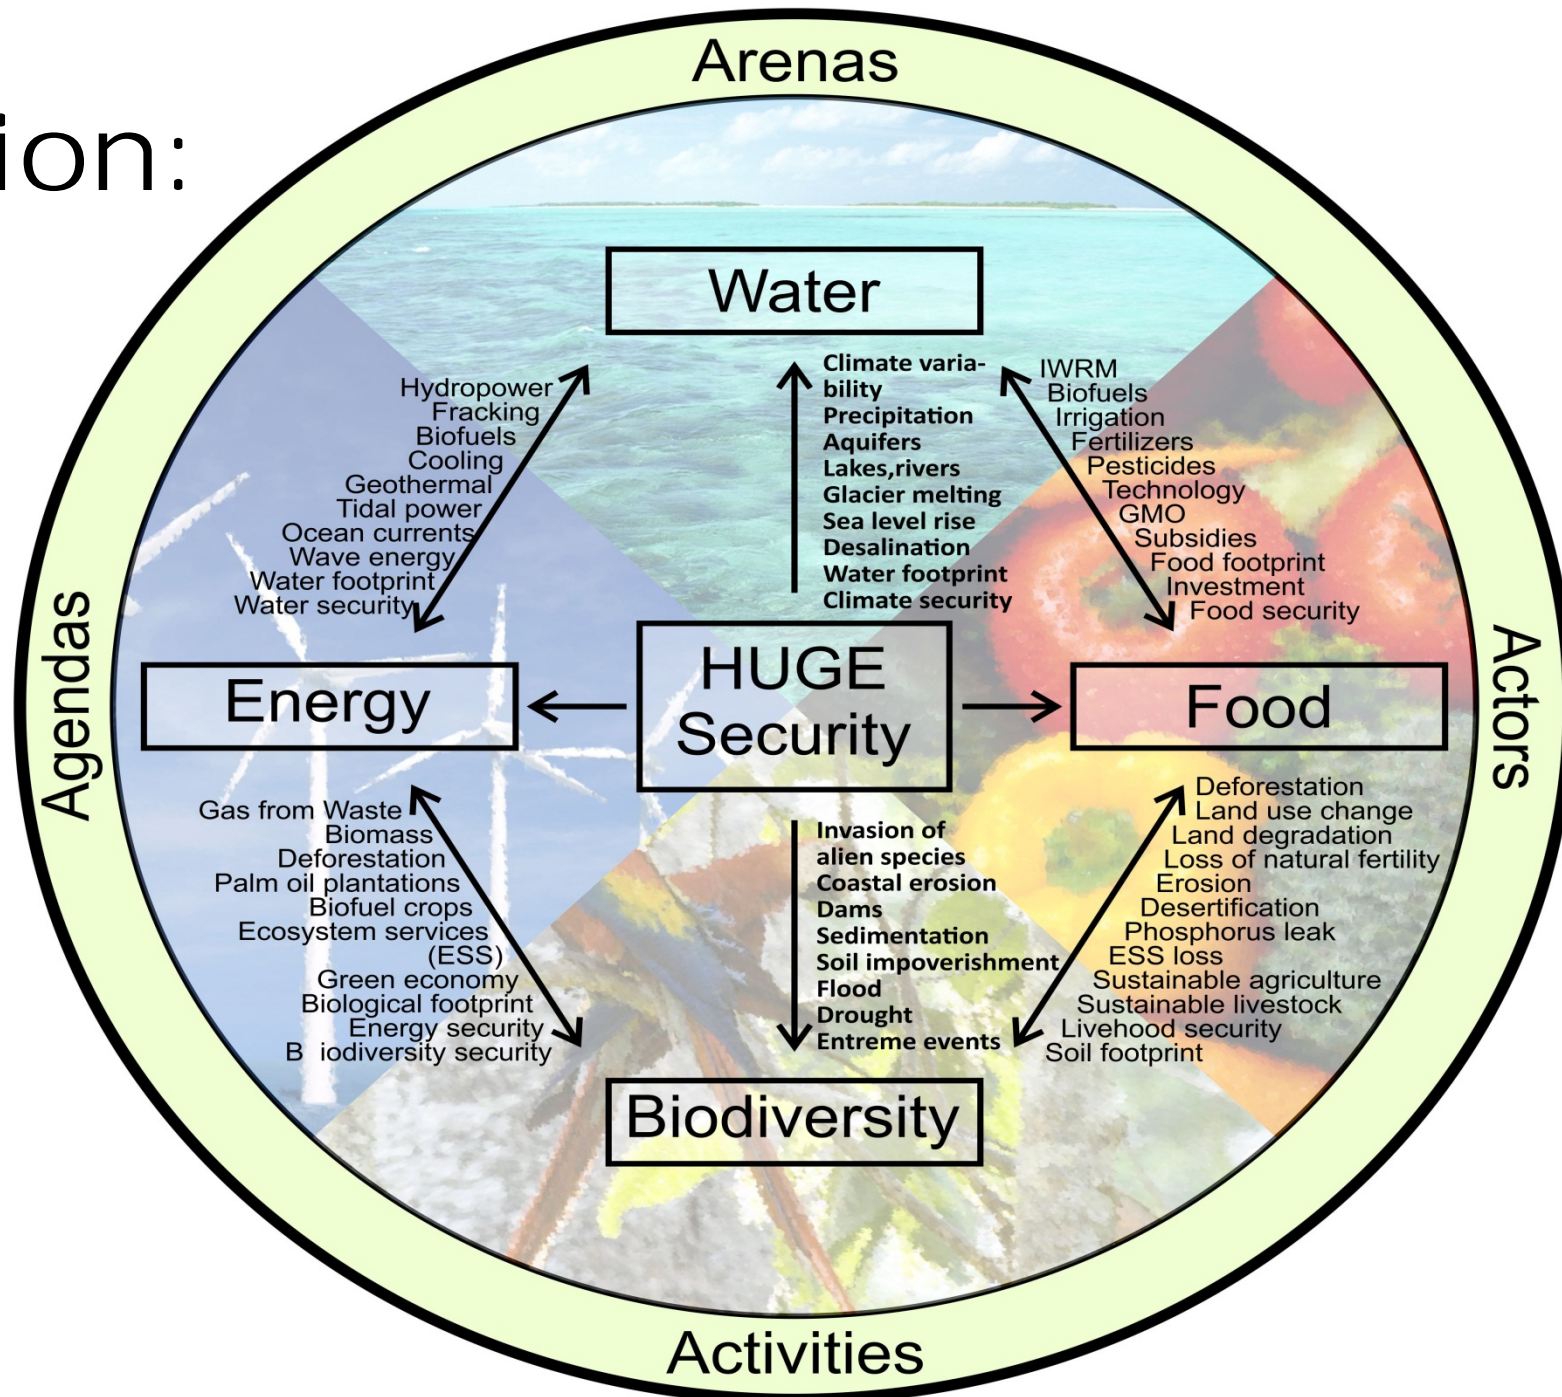 ion:
Arenas
Water
Hydropower
Fracking
Biofuels
Cooling
Geothermal
Tidal power
Ocean currents
Wave energy
Water footprint
Water security
Climate varia-
bility
Precipitation
Aquifers
Lakes,rivers
Glacier melting
Sea level rise
Desalination
Water footprint
Climate security
IWRM
Biofuels
Irrigation
Fertilizers
Pesticides
Technology
GMO
Subsidies
Food footprint
Investment
Food security
Agendas
Energy
HUGE
Security
Food
Actors
Gas from Waste
Biomass
Deforestation
Palm oil plantations
Biofuel crops
Ecosystem services
(ESS)
Green economy
Biological footprint
Energy security
B iodiversity security
Invasion of
alien species
Coastal erosion
Dams
Sedimentation
Soil impoverishment
Flood
Drought
Entreme events
Deforestation
Land use change
Land degradation
Loss of natural fertility
Erosion
Desertification
Phosphorus leak
ESS loss
Sustainable agriculture
Sustainable livestock
Livehood security
Soil footprint
Biodiversity
Activities